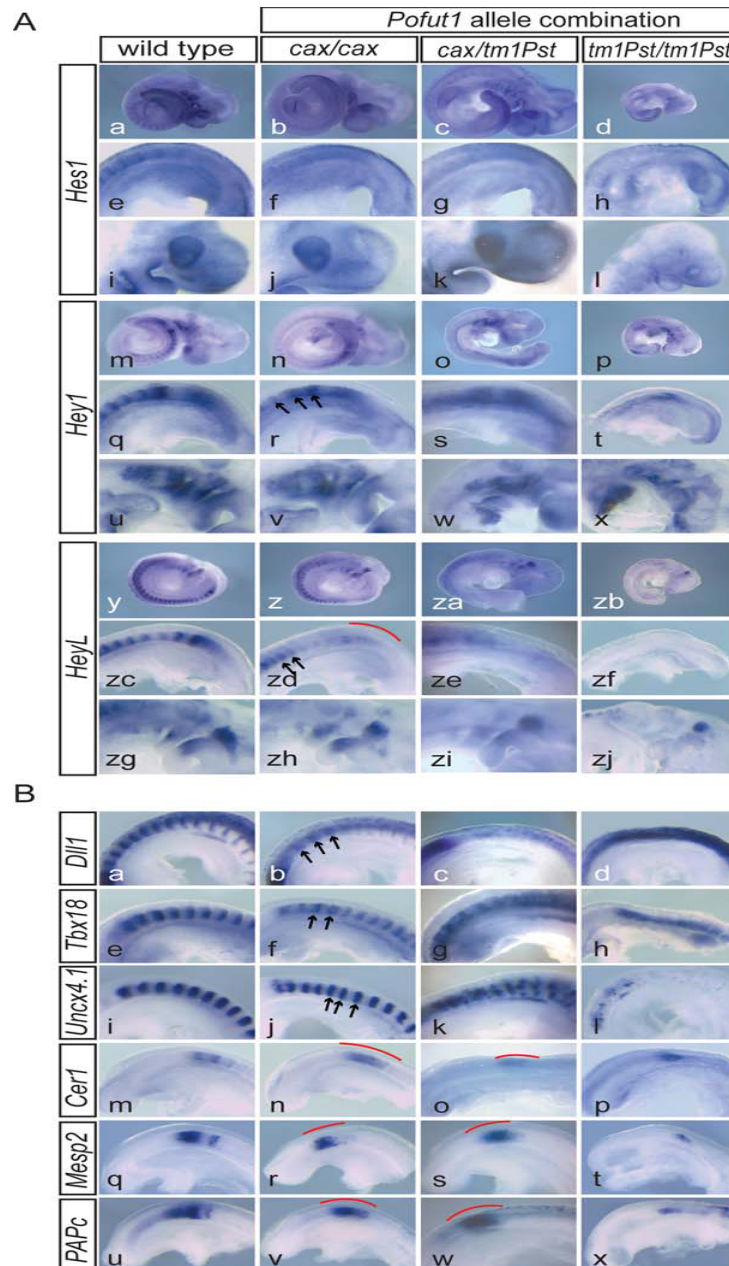 A
Pofut1 allele combination
wild type
cax/cax
cax/tm1Pst
tm1Pst/tm1Pst
Hes1
a
b
c
d
e
f
g
h
i
j
k
l
Hey1
m
n
o
p
q
r
s
t
u
v
w
x
HeyL
y
z
za
zb
zc
zd
ze
zf
zg
zh
zi
zj
B
Dll1
a
b
c
d
Tbx18
e
f
g
h
Uncx4.1
i
j
k
l
Cer1
m
n
o
p
Mesp2
q
r
s
t
PAPc
u
v
w
x